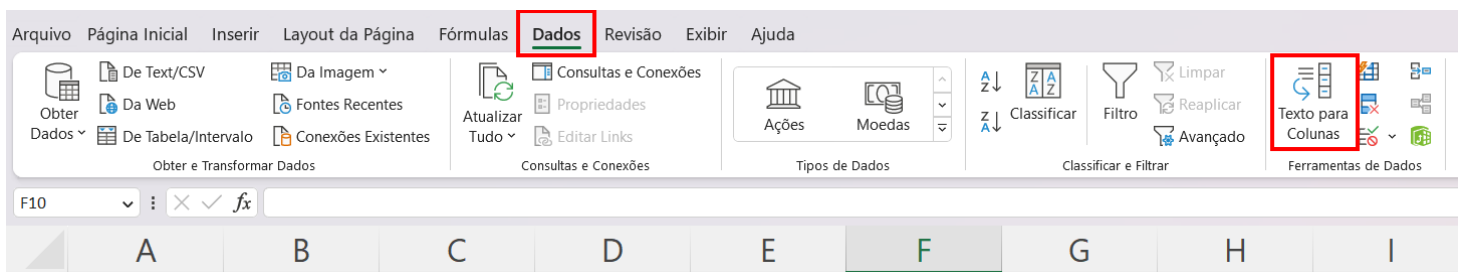 Arquivo Página Inicial Inserir Layout da Página Fórmulas Dados Revisão Exibir Ajuda
Obter Dados
De Text/CSV
Da Web
De Tabela/Intervalo
Da Imagem
Fontes Recentes
Conexões Existentes
Obter e Transformar Dados
Atualizar
Tudo
Consultas e Conexões
Propriedades
Editar Links
Consultas e Conexões
Ações
Moedas
Tipos de Dados
A
Z
Z
A
Z A
A Z
Classificar
Filtro
Limpar
Reaplicar
Avançado
Classificar e Filtrar
Texto para
Colunas
Ferramentas de Dados
F10
fx
A B C D E F G H I